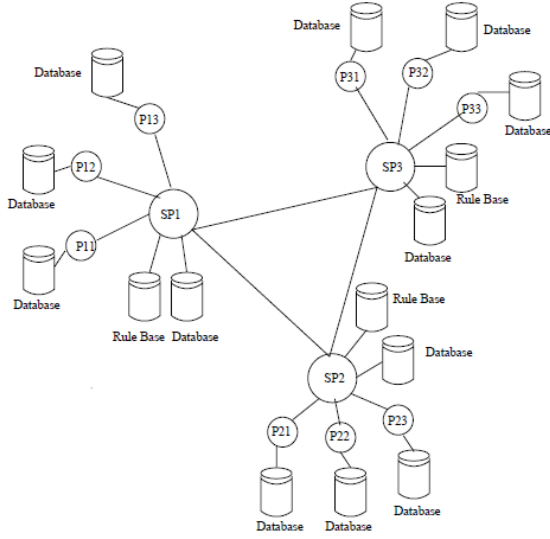 Database
Database
P31
P32
Database
P13
P33
Database
P12
SP3
Database
Rule Base
SP1
P11
Database
Database
Rule Base Database
Rule Base
Database
SP2
P21
P22
P23
Database
Database
Database